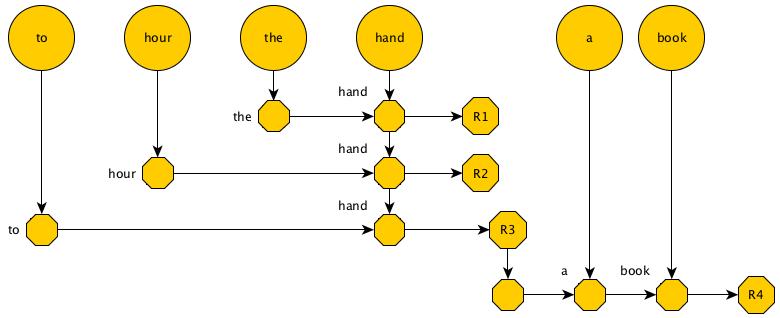 to hour the hand a book
hand
the R1
hand
hour R2
hand
to R3
a book
R4